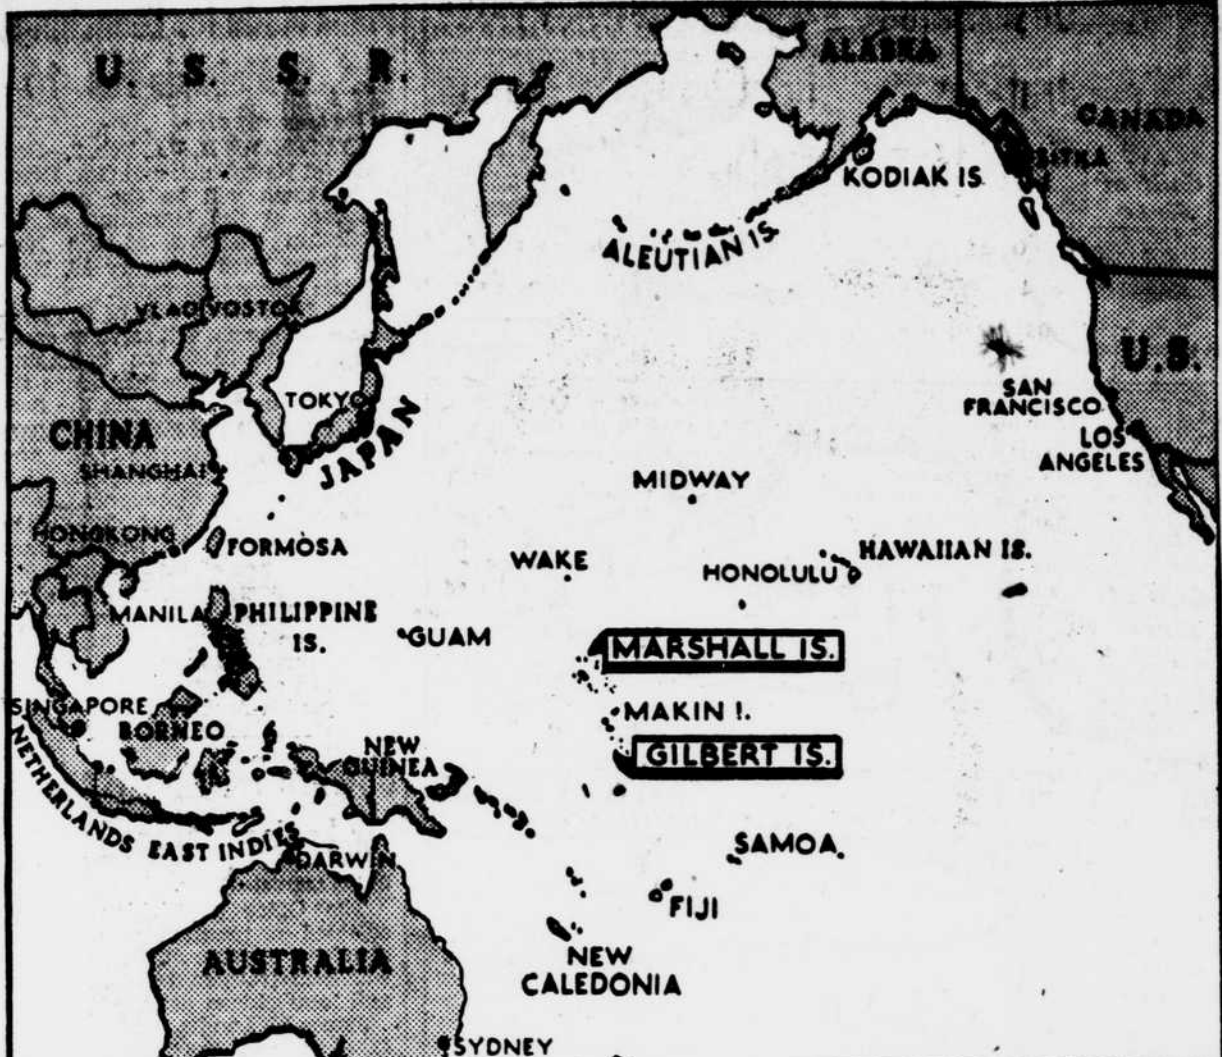 U. S. S. R.
ALASKA
CANADA
SITKA
KODIAK IS.
ALEUTIAN IS.
VLADIVOSTOK
U.S.
TOKYO
JAPAN
SAN
FRANCISCO
LOS
ANGELES
CHINA
SHANGHAI
MIDWAY
HONGKONG
FORMOSA
WAKE
HONOLULU
HAWAIIAN IS.
MANILA
PHILIPPINE
IS.
GUAM
MARSHALL IS.
SINGAPORE
BORNEO
MAKIN I.
GILBERT IS.
NEW
GUINEA
NETHERLANDS EAST INDIES
DARWIN
SAMOA
FIJI
NEW
CALEDONIA
AUSTRALIA
SYDNEY